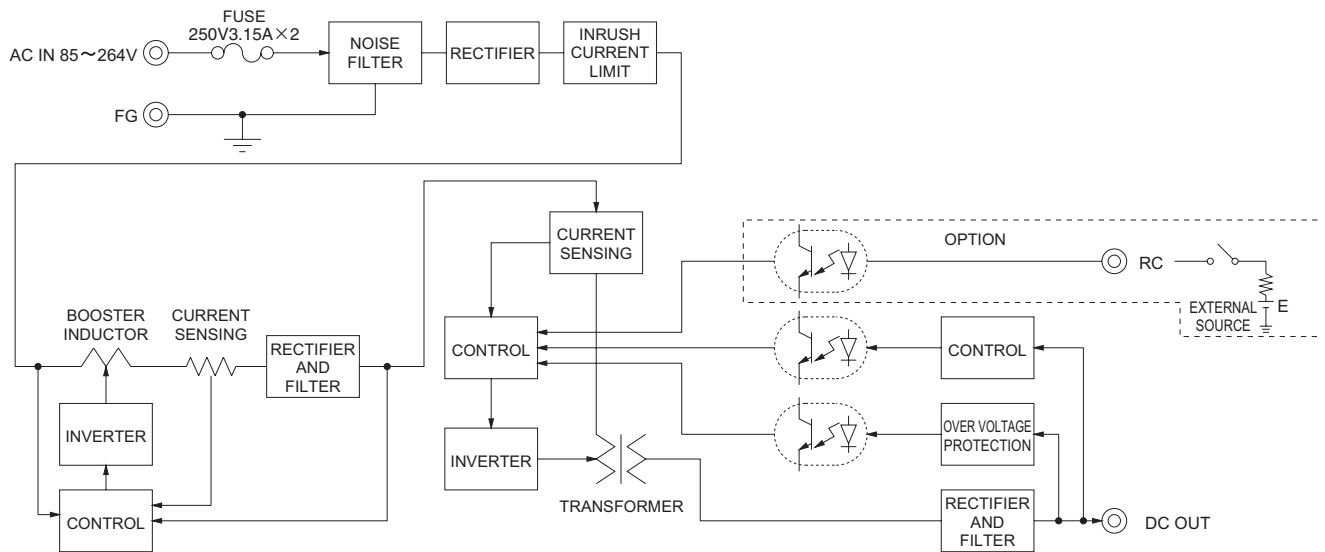 FUSE
250V3.15A×2
AC IN 85〜264V
NOISE
FILTER
RECTIFIER
INRUSH
CURRENT
LIMIT
FG
CURRENT
SENSING
OPTION
RC
E
EXTERNAL
SOURCE
BOOSTER
INDUCTOR
CURRENT
SENSING
RECTIFIER
AND
FILTER
CONTROL
CONTROL
INVERTER
OVER VOLTAGE
PROTECTION
INVERTER
TRANSFORMER
CONTROL
RECTIFIER
AND
FILTER
DC OUT